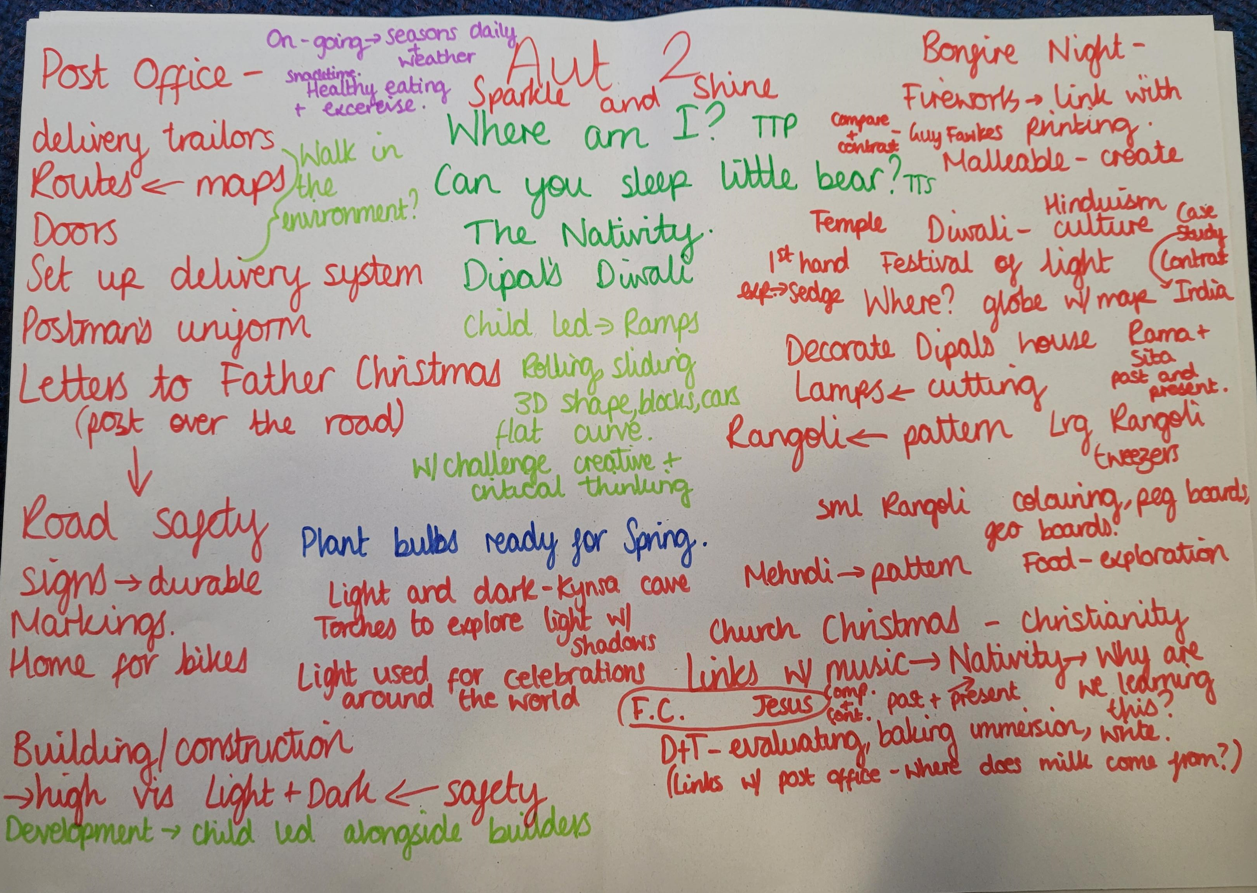 Aut 2
Sparkle and Shine
On-going → seasons daily
+ weather
snacktime.
Healthy eating
+ excercise.
Post Office -
delivery trailors
Routes ← maps
Doors
Set up delivery system
Postman's uniform
Letters to Father Christmas
(post over the road)
↓
Walk in
the
environment?
Road safety
signs → durable
Markings.
Home for bikes
Building/construction
→ high vis Light + Dark ← safety
Development → child led alongside builders
Where am I? TTP
Can you sleep little bear? TTS
The Nativity.
Dipal's Diwali
Child led → Ramps
Rolling, sliding
3D shape, blocks, cars
flat curve.
w/ challenge creative +
critical thinking
Plant bulbs ready for Spring.
Light and dark - Kynsa cave
Torches to explore light w/
shadows
Light used for celebrations
around the world
Bonfire Night -
Fireworks → link with
printing.
compare
+
contrast - Guy Fawkes
Malleable - create
Hinduism
Temple Diwali - culture
Case
Study
Contrast
India
1st hand Festival of light
exp. → sedge Where? globe w/ map
Decorate Dipals house
Rama +
Sita
past and
present.
Lamps ← cutting
Rangoli ← pattern Lrg Rangoli
tweezers
sml Rangoli colouring, peg boards,
geo boards.
Mehndi → pattern Food - exploration
Church Christmas - christianity
Links w/ music → Nativity → Why are
we learning
this?
F.C. Jesus comp.
+
cont. past + present
D+T - evaluating, baking immersion, write.
(Links w/ post office - where does milk come from?)